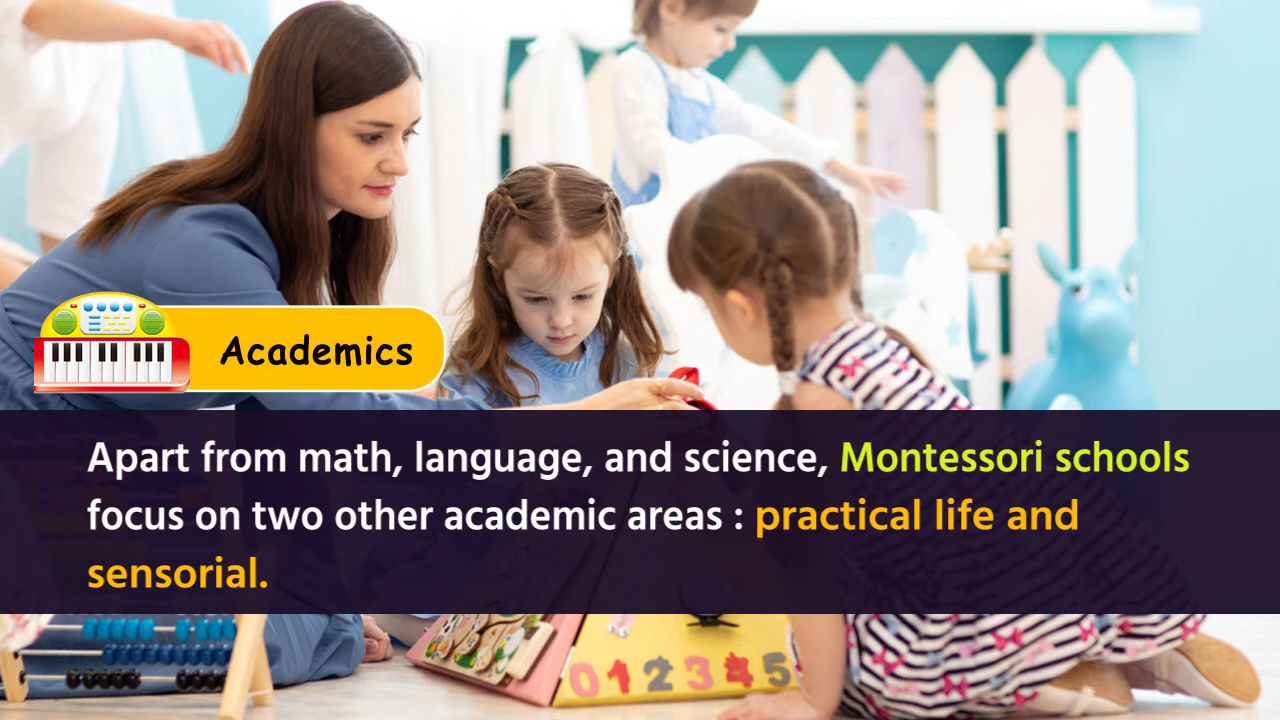 Academics
Apart from math, language, and science, Montessori schools
focus on two other academic areas : practical life and
sensorial.
0 1 2 3 4 5